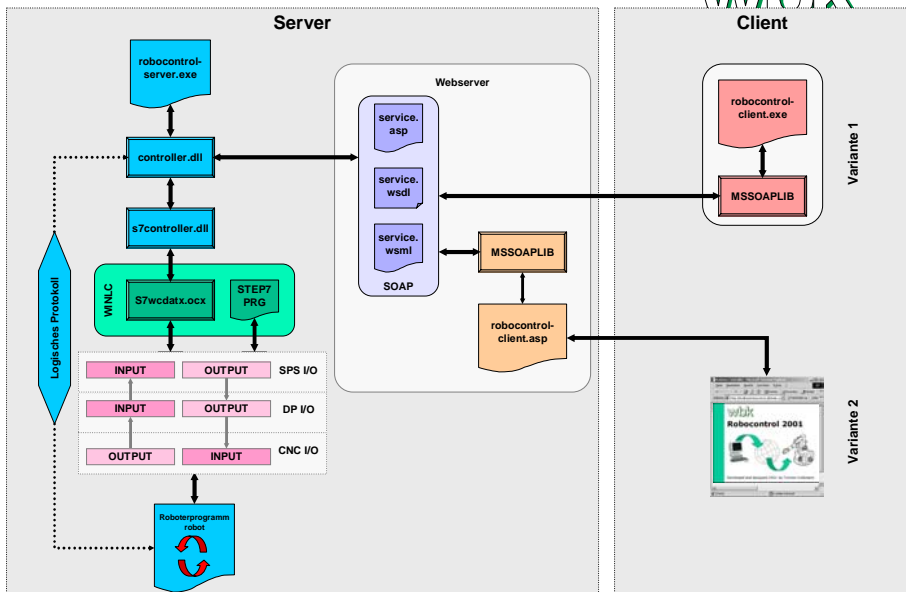 Server
Client
robocontrol-
server.exe
controller.dll
s7controller.dll
WINLC
S7wcdatx.ocx
STEP7
PRG
Logisches Protokoll
INPUT
OUTPUT
SPS I/O
INPUT
OUTPUT
DP I/O
OUTPUT
INPUT
CNC I/O
Roboterprogramm
robot
Webserver
service.
asp
service.
wsdl
service.
wsml
SOAP
MSSOAPLIB
robocontrol-
client.asp
robocontrol-
client.exe
MSSOAPLIB
Variante 1
wbk
Robocontrol 2001
Variante 2